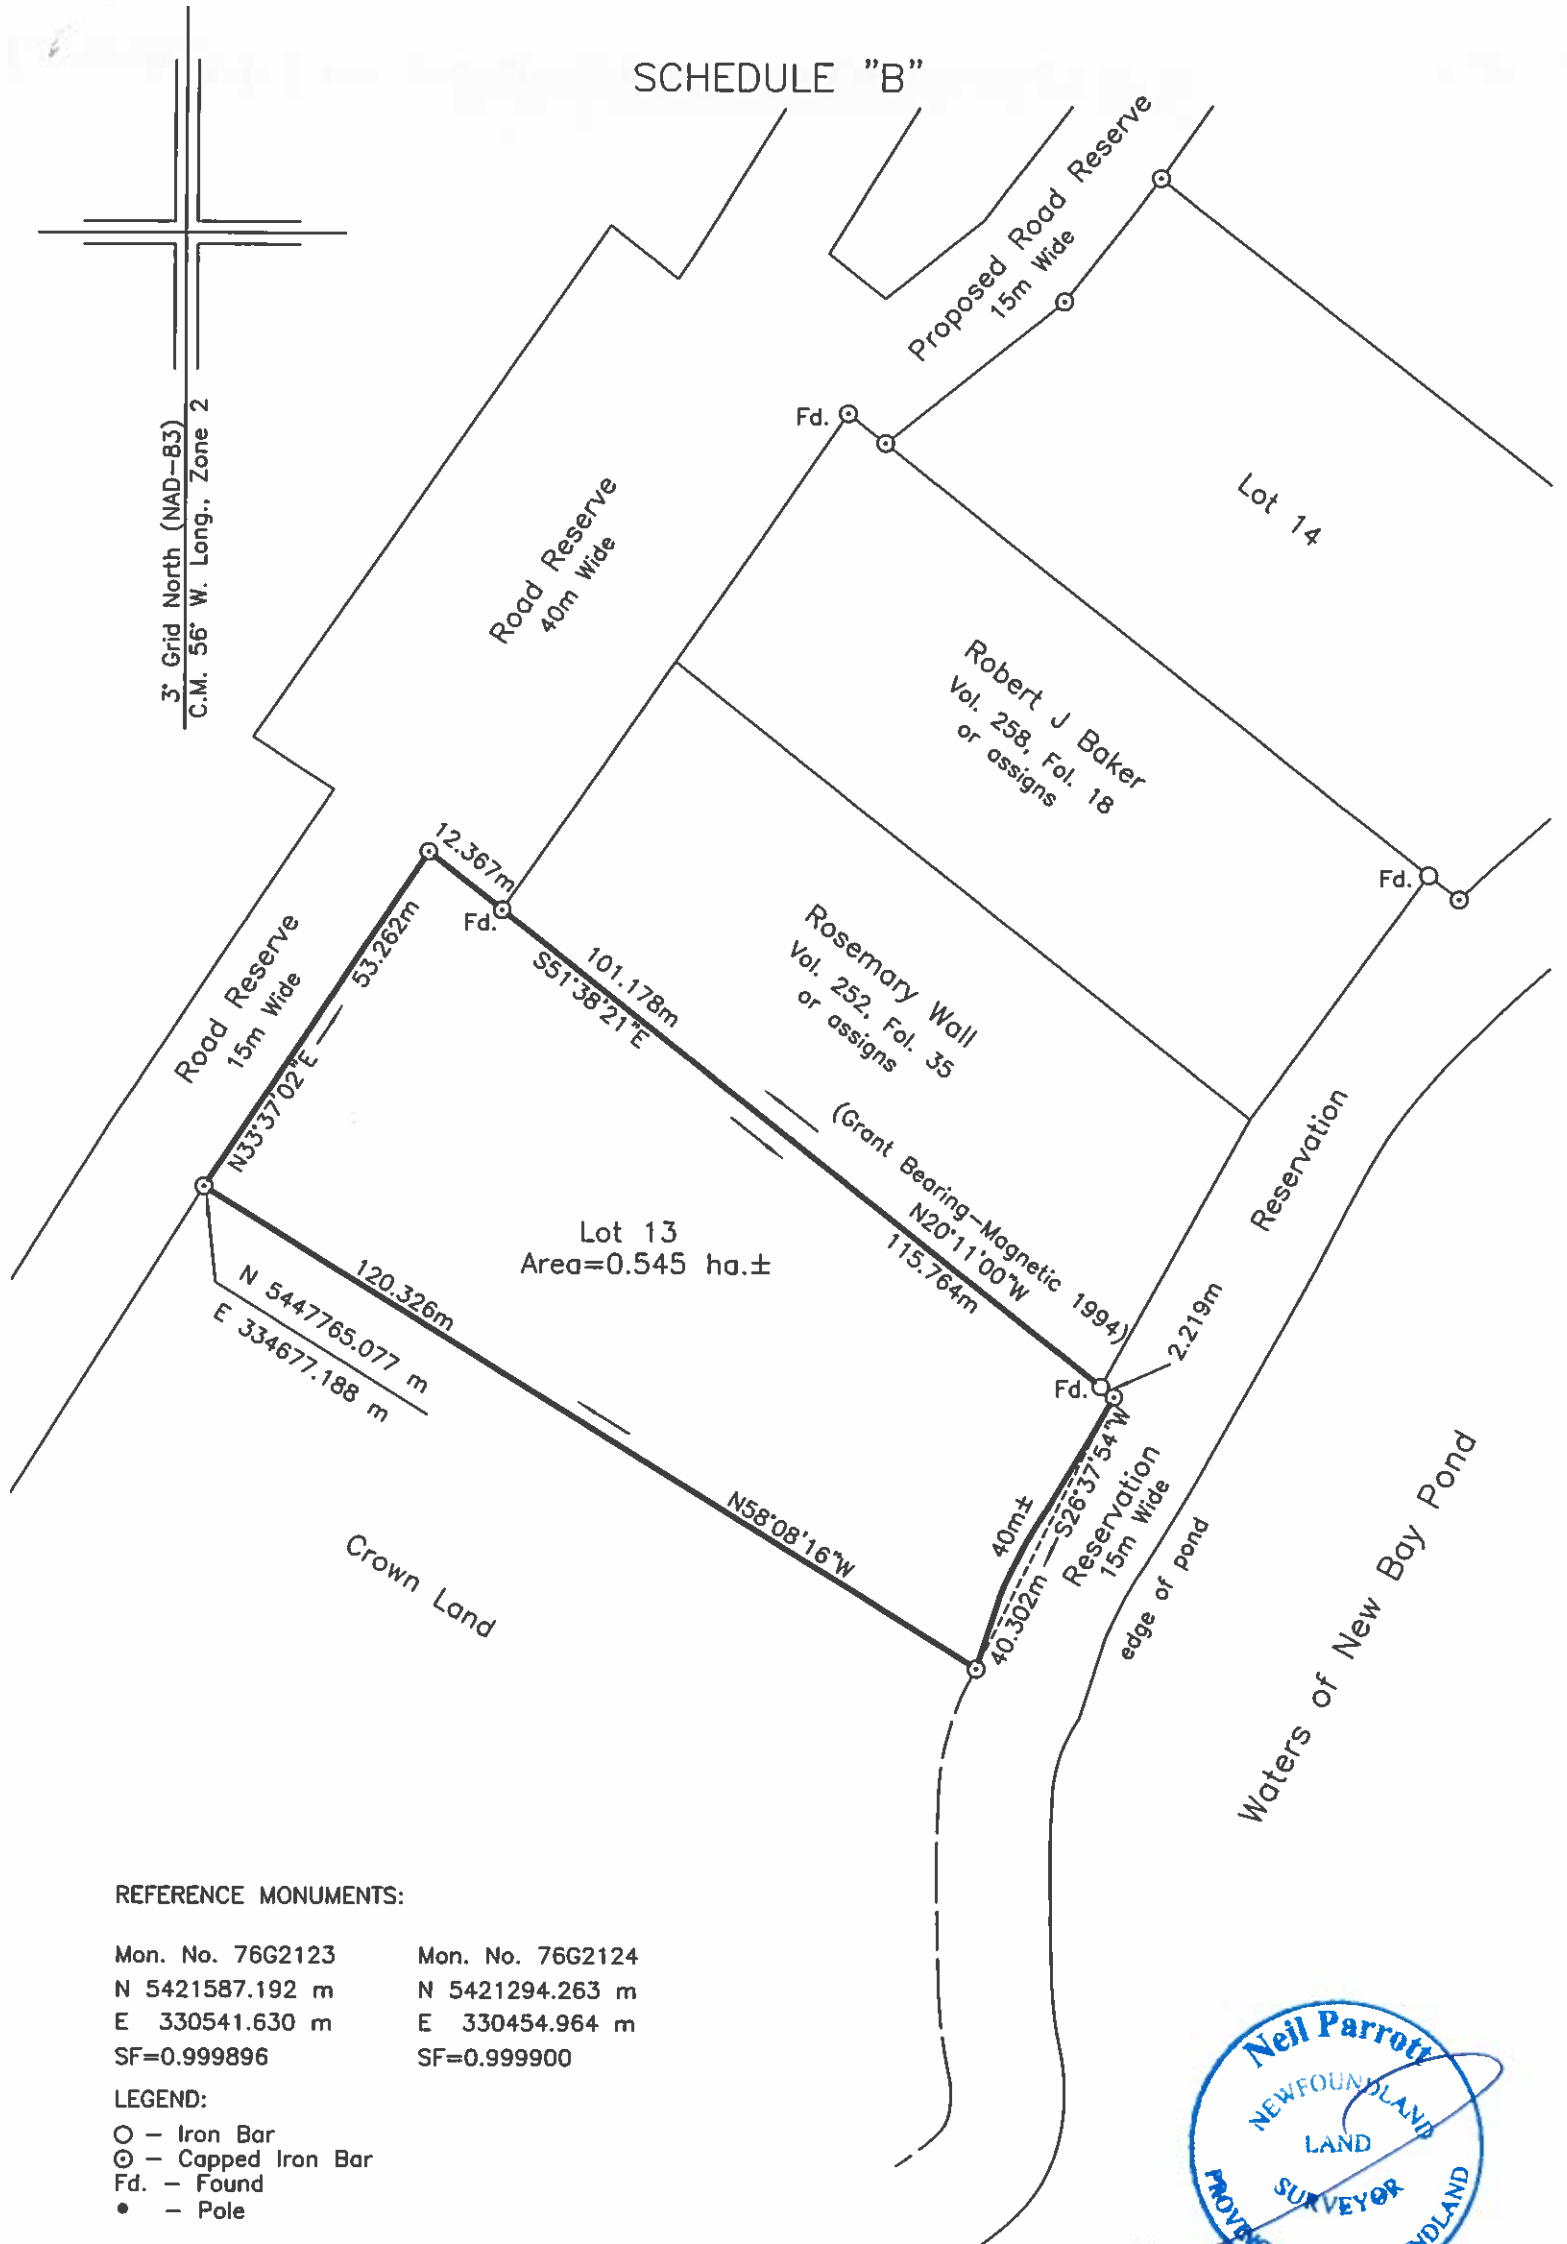 SCHEDULE "B"
3° Grid North (NAD-83)
C.M. 56° W. Long., Zone 2
Proposed Road Reserve
15m Wide
Fd.
Lot 14
Road Reserve
40m Wide
Robert J Baker
Vol. 258, Fol. 18
or assigns
Fd.
12.367m
Fd.
Road Reserve
15m Wide
53.262m
N33°37'02"E
101.178m
S51°38'21"E
Rosemary Wall
Vol. 252, Fol. 35
or assigns
(Grant Bearing-Magnetic 1994)
N20°11'00"W
115.764m
Reservation
Lot 13
Area=0.545 ha.±
N 5447765.077 m
E 334677.188 m
120.326m
2.219m
Fd.
S26°37'54"W
40.302m
40m±
Reservation
15m Wide
N58°08'16"W
edge of pond
Crown Land
Waters of New Bay Pond
REFERENCE MONUMENTS:
Mon. No. 76G2123
N 5421587.192 m
E 330541.630 m
SF=0.999896
Mon. No. 76G2124
N 5421294.263 m
E 330454.964 m
SF=0.999900
LEGEND:
– Iron Bar
– Capped Iron Bar
Fd. – Found
– Pole
Neil Parrott
NEWFOUNDLAND
LAND
SURVEYOR